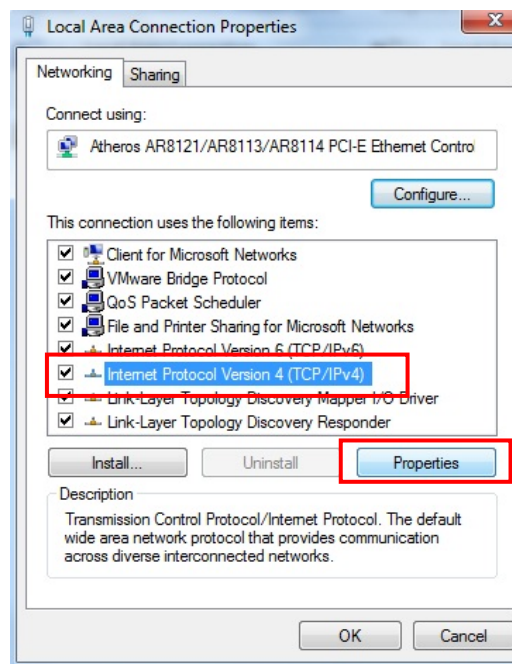 Local Area Connection Properties
Networking Sharing
Connect using:
Atheros AR8121/AR8113/AR8114 PCI-E Ethernet Contro
Configure...
This connection uses the following items:
Client for Microsoft Networks
VMware Bridge Protocol
QoS Packet Scheduler
File and Printer Sharing for Microsoft Networks
Internet Protocol Version 6 (TCP/IPv6)
Internet Protocol Version 4 (TCP/IPv4)
Link-Layer Topology Discovery Mapper I/O Driver
Link-Layer Topology Discovery Responder
Install... Uninstall Properties
Description
Transmission Control Protocol/Internet Protocol. The default
wide area network protocol that provides communication
across diverse interconnected networks.
OK Cancel